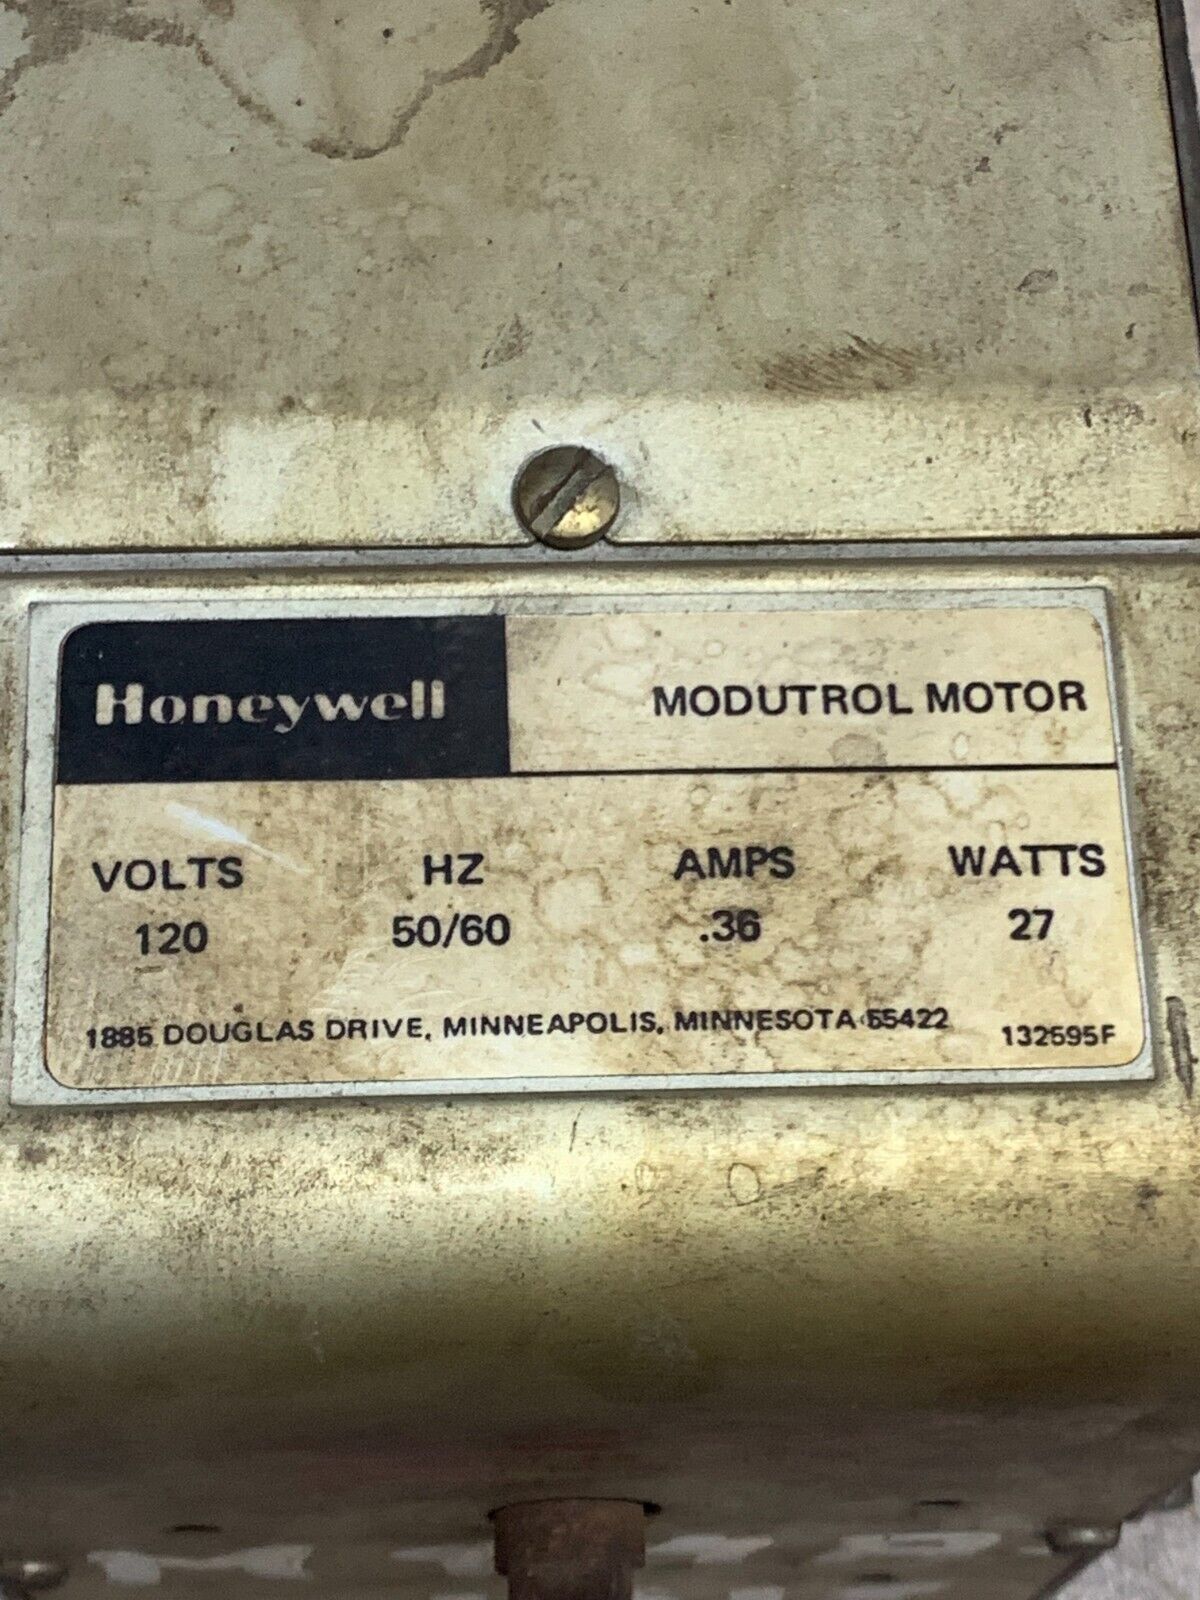 Honeywell
MODUTROL MOTOR
VOLTS HZ AMPS WATTS
120 50/60 .36 27
1885 DOUGLAS DRIVE, MINNEAPOLIS, MINNESOTA 55422 132595F